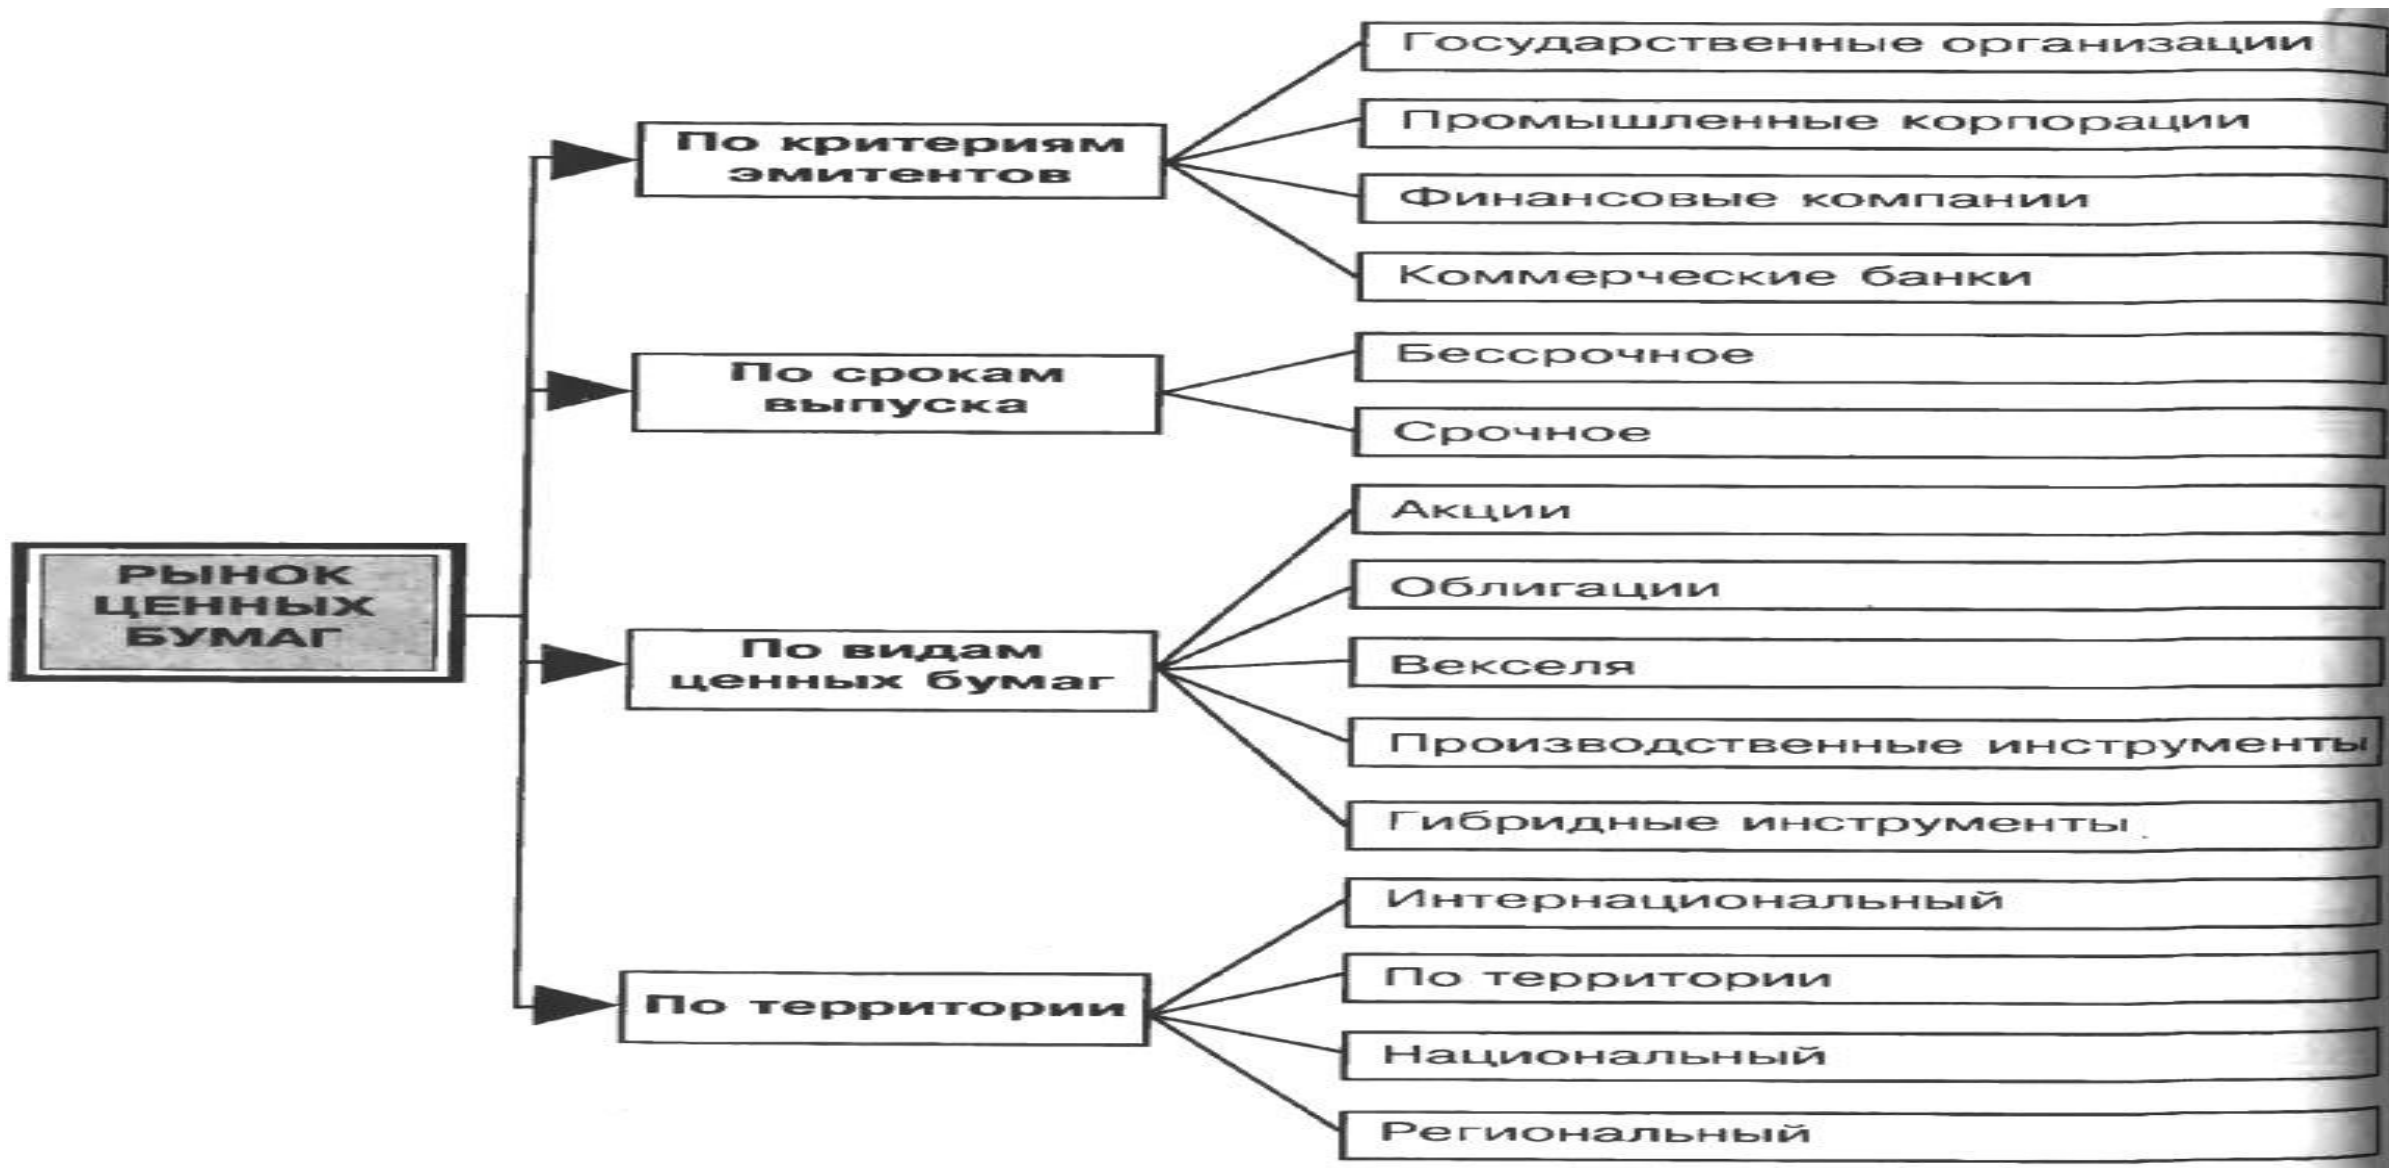 РЫНОК
ЦЕННЫХ
БУМАГ
По критериям
эмитентов
Государственные организации
Промышленные корпорации
Финансовые компании
Коммерческие банки
По срокам
выпуска
Бессрочное
Срочное
По видам
ценных бумаг
Акции
Облигации
Векселя
Производственные инструменты
Гибридные инструменты
По территории
Интернациональный
По территории
Национальный
Региональный